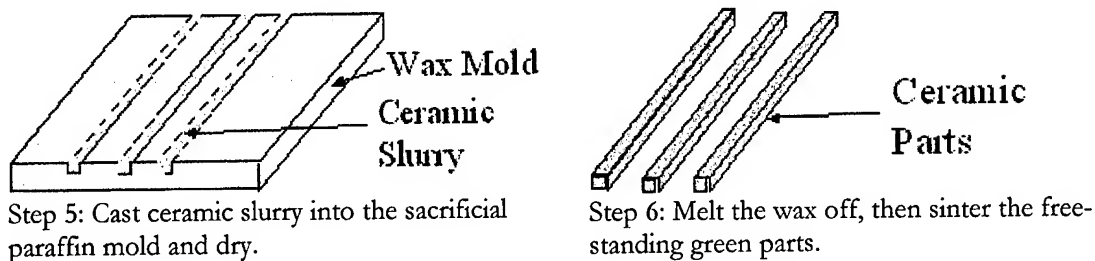 Wax Mold
Ceramic
Slurry
Step 5: Cast ceramic slurry into the sacrificial
paraffin mold and dry.
Ceramic
Parts
Step 6: Melt the wax off, then sinter the free-
standing green parts.